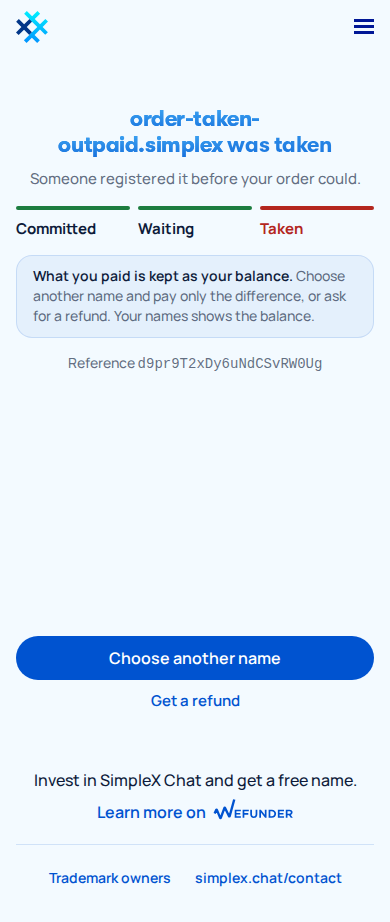 order-taken-
outpaid.simplex was taken
Someone registered it before your order could.
Committed Waiting Taken
What you paid is kept as your balance. Choose
another name and pay only the difference, or ask
for a refund. Your names shows the balance.
Reference d9pr9T2xDy6uNdCSvRW0Ug
Choose another name
Get a refund
Invest in SimpleX Chat and get a free name.
Learn more on WEFUNDER
Trademark owners simplex.chat/contact